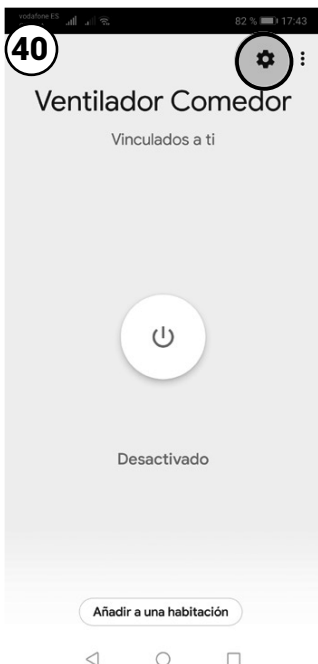 vodafone ES 82 % 17:43
40
Ventilador Comedor
Vinculados a ti
Desactivado
Añadir a una habitación